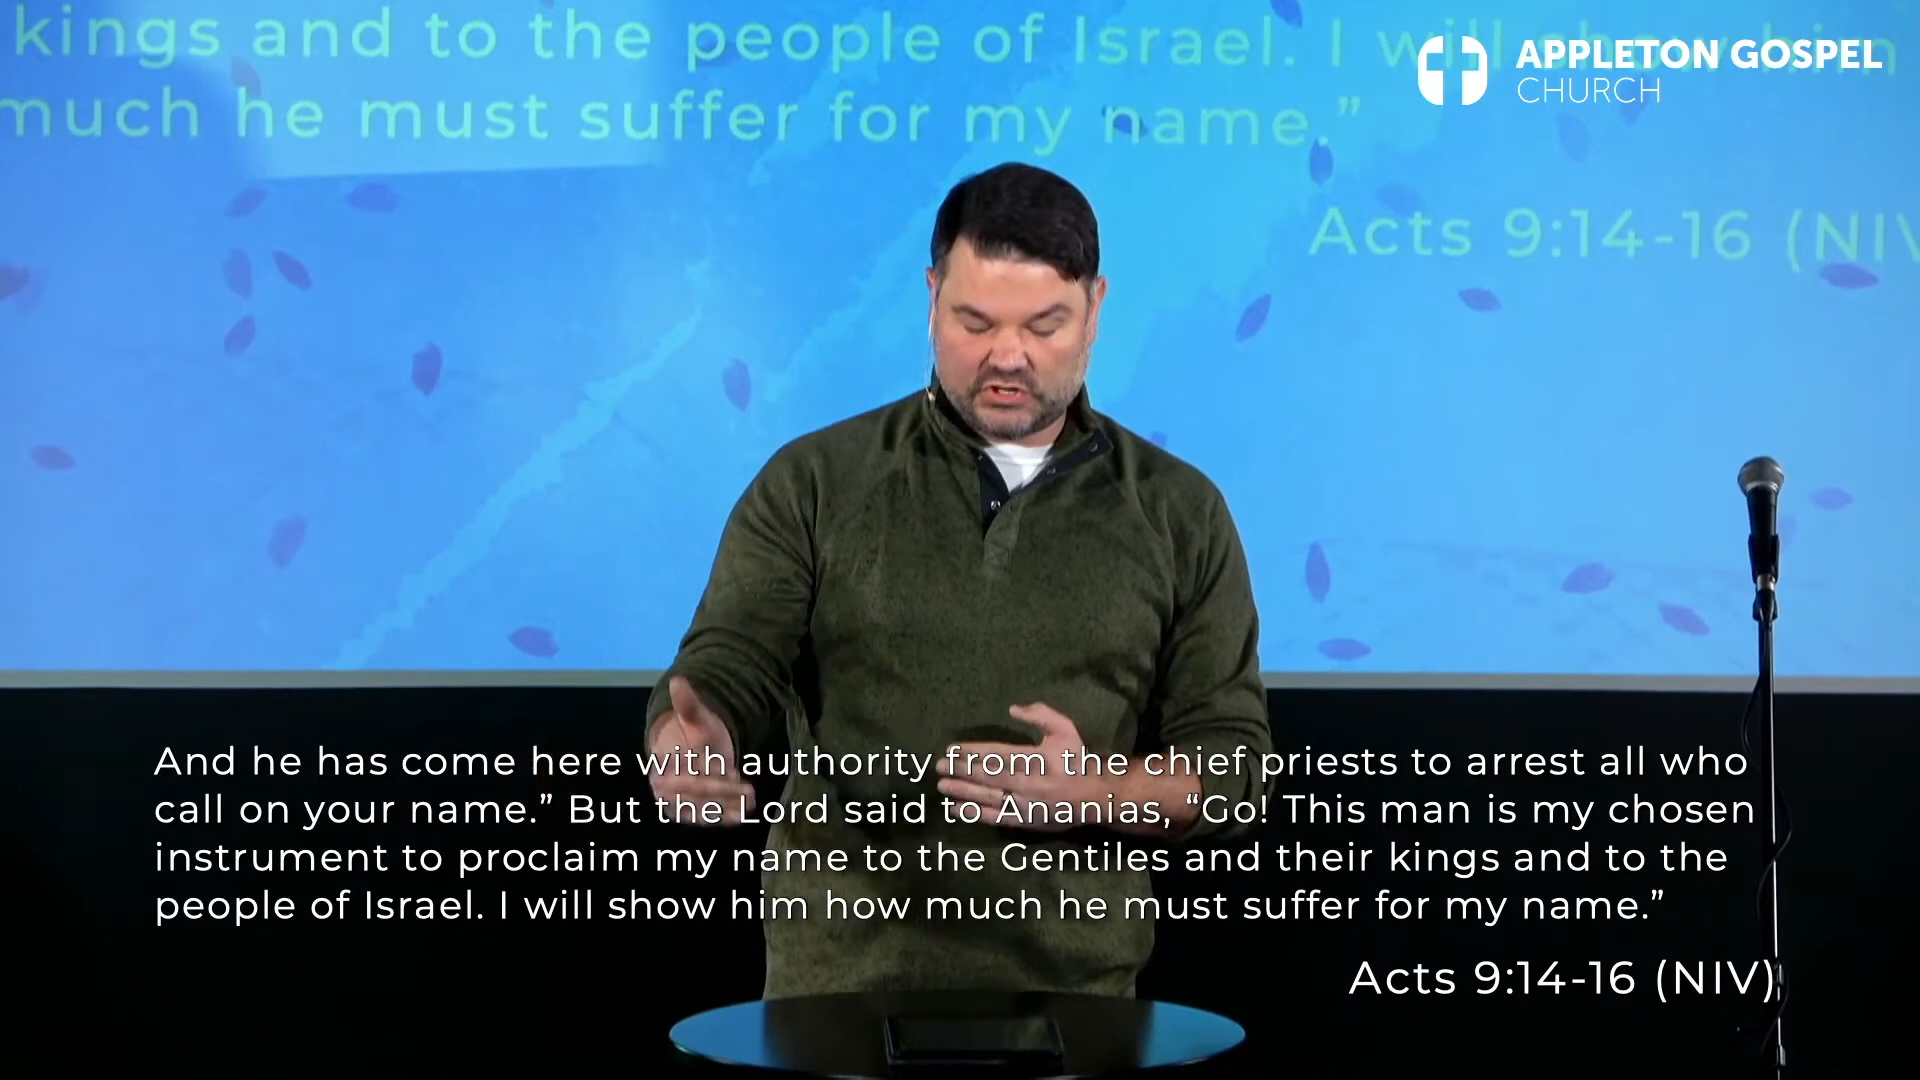 kings and to the people of Israel. I will show him
much he must suffer for my name.”
APPLETON GOSPEL
CHURCH
Acts 9:14-16 (NIV
And he has come here with authority from the chief priests to arrest all who
call on your name.” But the Lord said to Ananias, “Go! This man is my chosen
instrument to proclaim my name to the Gentiles and their kings and to the
people of Israel. I will show him how much he must suffer for my name.”
Acts 9:14-16 (NIV)